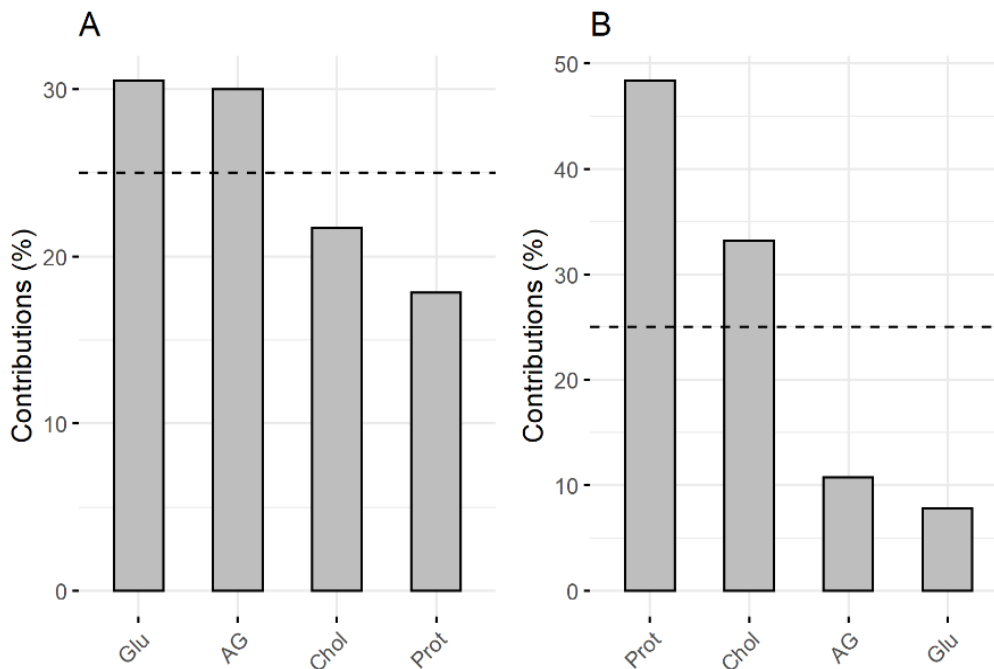 A
Contributions (%)
30
20
10
0
Glu
AG
Chol
Prot
B
Contributions (%)
50
40
30
20
10
0
Prot
Chol
AG
Glu